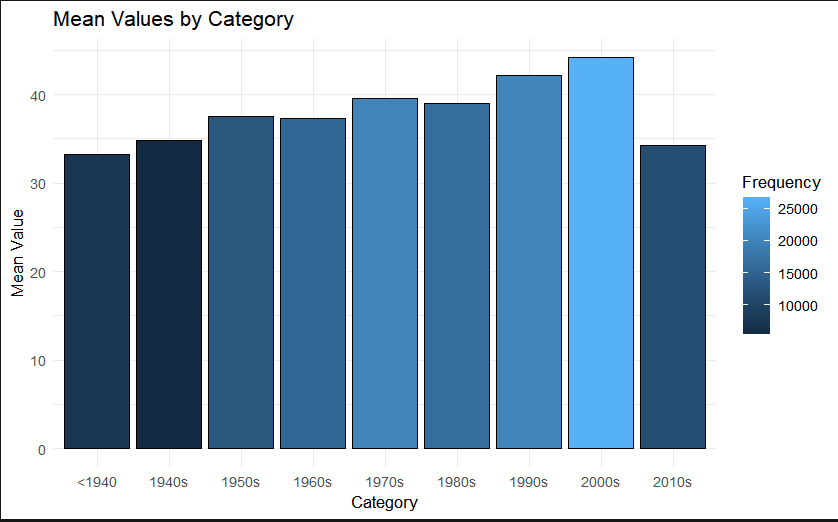 Mean Values by Category
Mean Value
40
30
20
10
0
<1940 1940s 1950s 1960s 1970s 1980s 1990s 2000s 2010s
Category
Frequency
25000
20000
15000
10000